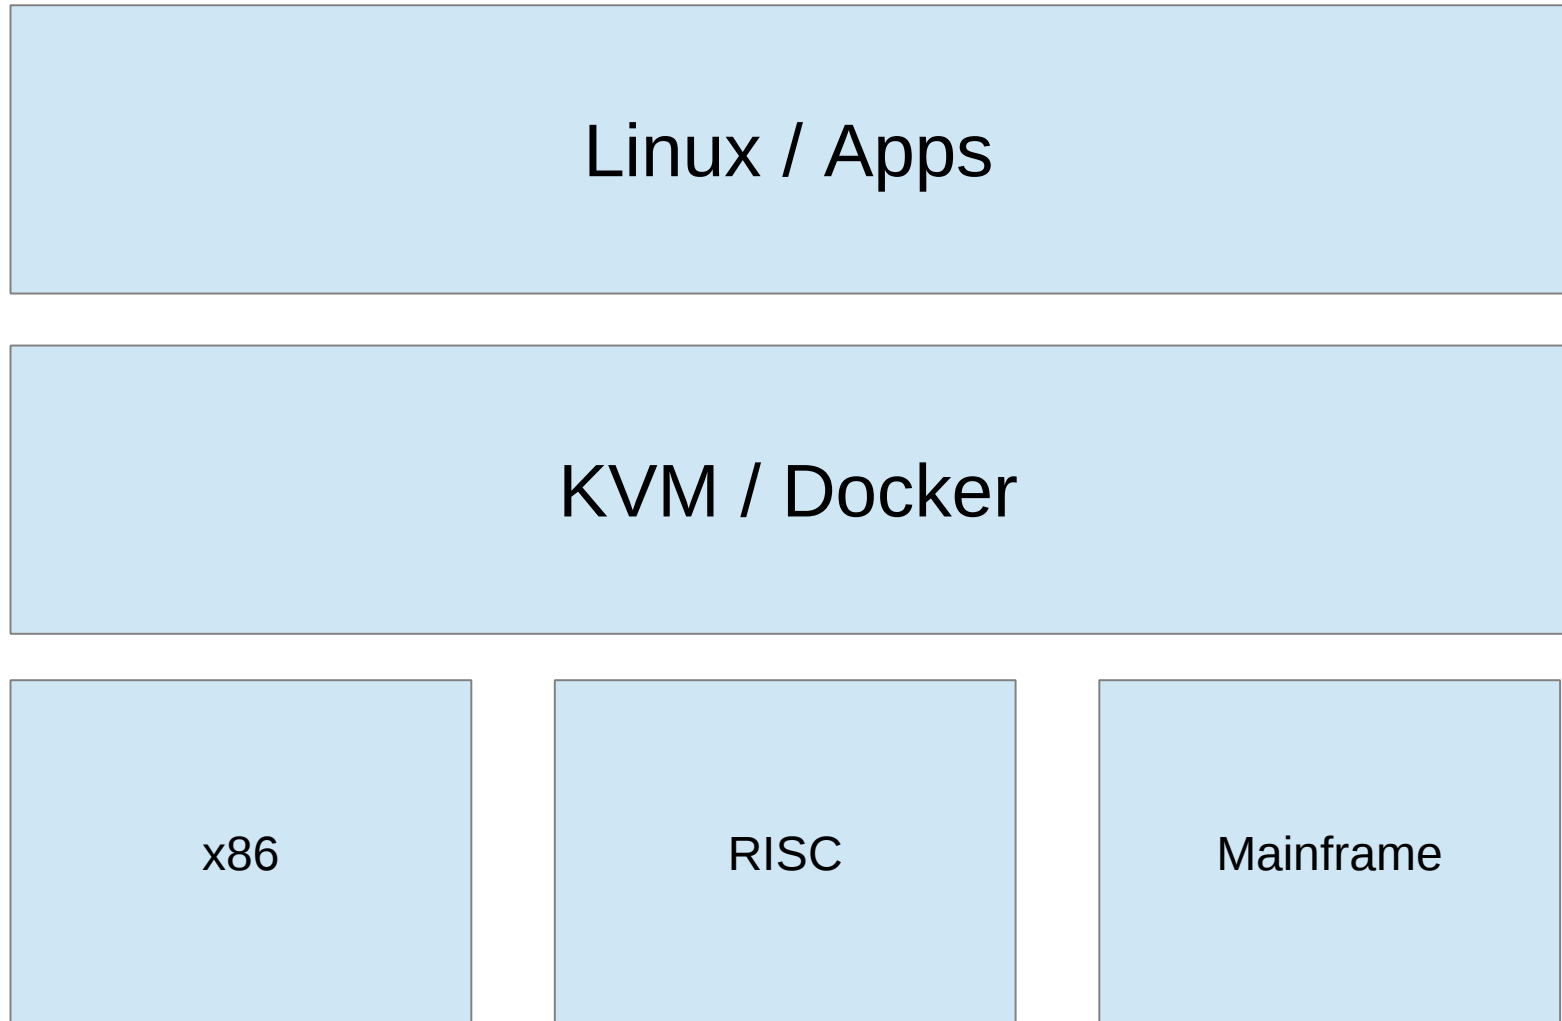 Linux / Apps
KVM / Docker
x86
RISC
Mainframe